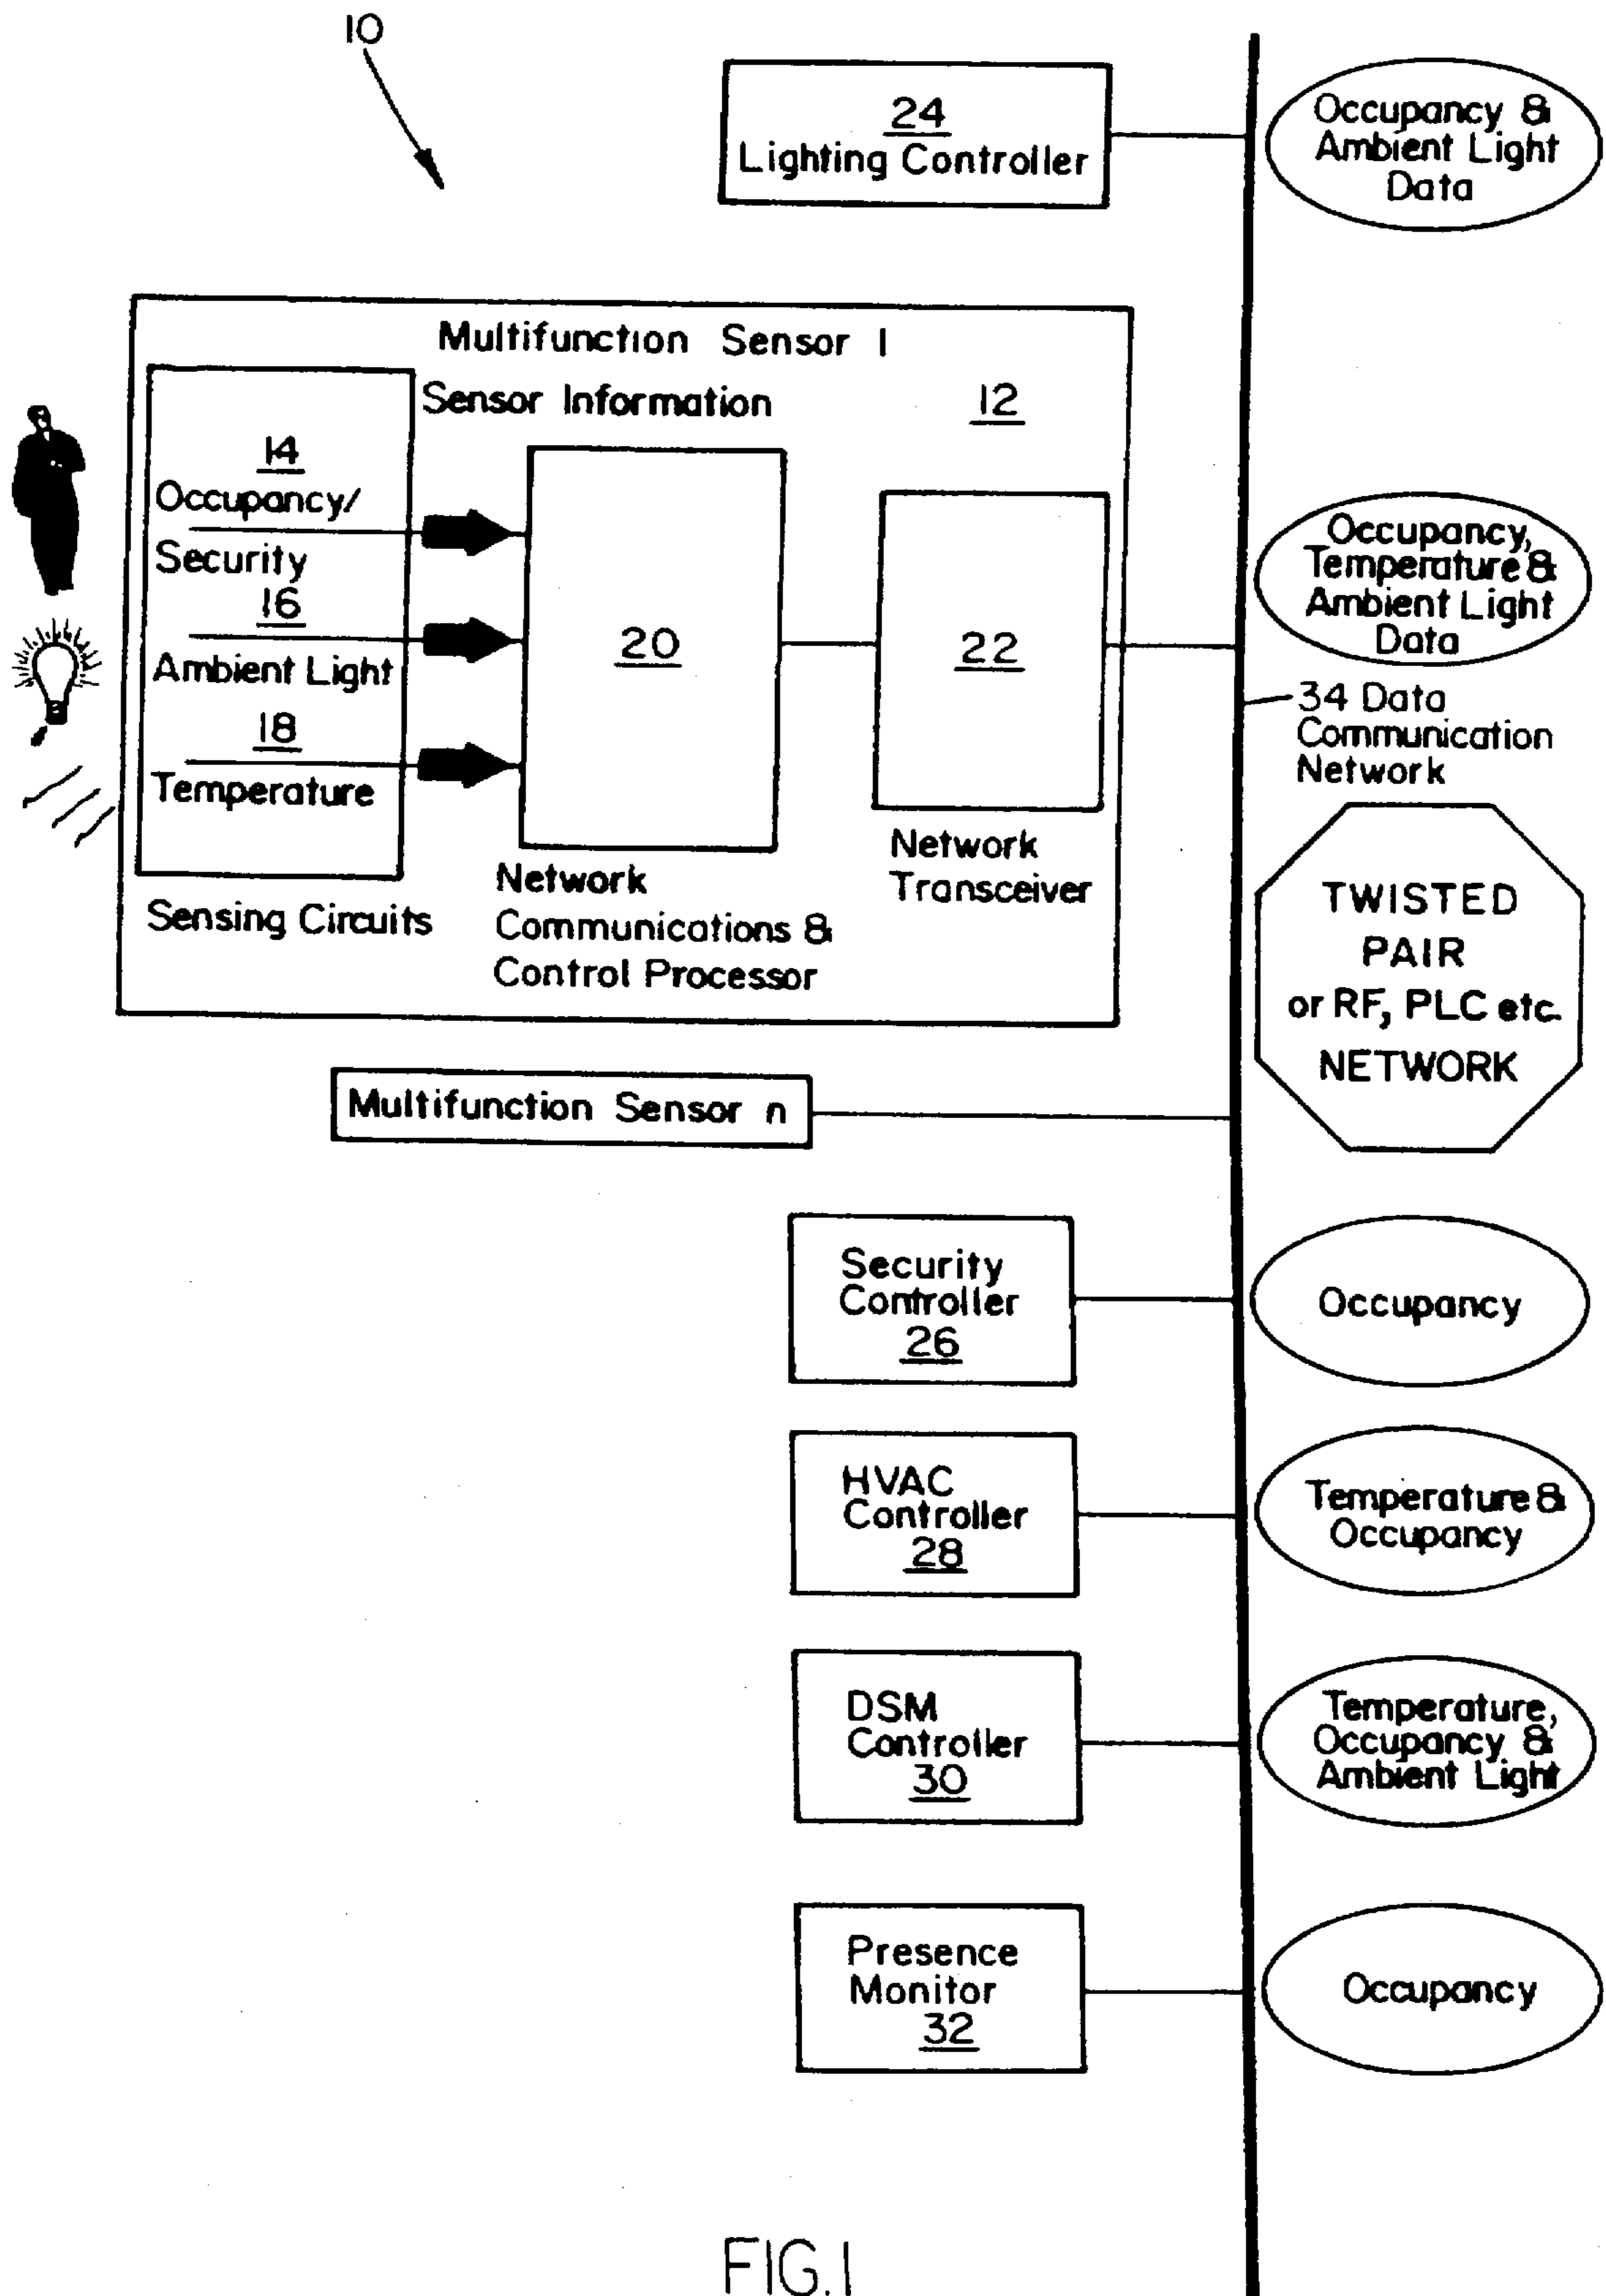 10
24
Lighting Controller
Occupancy &
Ambient Light
Data
Multifunction Sensor 1
Sensor Information
12
14
Occupancy/
Security
16
Ambient Light
18
Temperature
Sensing Circuits
20
Network
Communications &
Control Processor
22
Network
Transceiver
Occupancy,
Temperature &
Ambient Light
Data
34 Data
Communication
Network
TWISTED
PAIR
or RF, PLC etc.
NETWORK
Multifunction Sensor n
Security
Controller
26
Occupancy
HVAC
Controller
28
Temperature &
Occupancy
DSM
Controller
30
Temperature,
Occupancy &
Ambient Light
Presence
Monitor
32
Occupancy
FIG.1